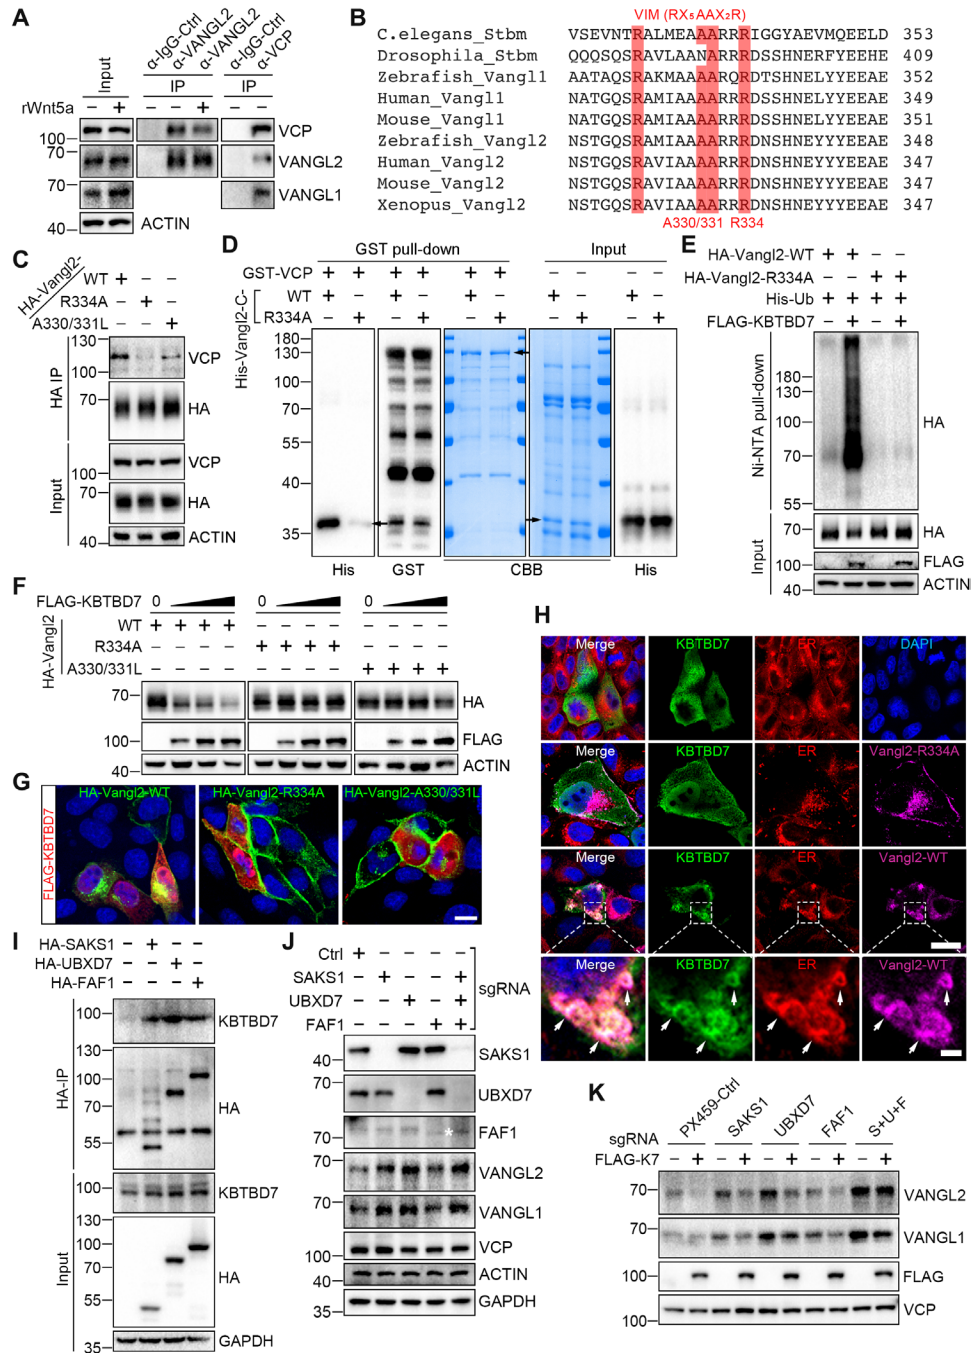 A
Input
α-IgG-Ctrl
α-VANGL2
α-VANGL2
α-IgG-Ctrl
α-VCP
IP
IP
rWnt5a – + – – + – –
100
VCP
70
VANGL2
50
70
VANGL1
50
40
ACTIN
B
VIM (RX₅AAX₂R)
C.elegans_Stbm VSEVNTRALMEAAARRRIGGYAEVMQEELD 353
Drosophila_Stbm QQQSQSRAVLAANARRRDSSHNERFYEEAE 409
Zebrafish_Vangl1 AATAQSRAKMAAAARQRDTSHNELYYEEAE 352
Human_Vangl1 NATGQSRAMIAAAARRRDSSHNELYYEEAE 349
Mouse_Vangl1 NATGQSRAMIAAAARRRDSSHNELYYEEAE 351
Zebrafish_Vangl2 NSTGQSRAVIAAAARRRDSSHNEYYYEEAE 348
Human_Vangl2 NSTGQSRAVIAAAARRRDNSHNEYYYEEAE 347
Mouse_Vangl2 NSTGQSRAVIAAAARRRDNSHNEYYYEEAE 347
Xenopus_Vangl2 NSTGQSRAVIAAAARRRDNSHNEYYYEEAE 347
A330/331 R334
C
HA-Vangl2-
WT +
R334A +
A330/331L +
HA IP
100
VCP
70
HA
Input
VCP
100
70
HA
40
ACTIN
D
GST pull-down
Input
GST-VCP + + + + + +
His-Vangl2-C-
WT + + + + +
R334A + + + + +
180
130
100
70
55
40
35
His
GST
CBB
His
E
HA-Vangl2-WT + + – –
HA-Vangl2-R334A – – + +
His-Ub + + + +
FLAG-KBTBD7 – + – +
Ni-NTA pull-down
180
130
100
70
55
HA
Input
70
HA
100
FLAG
40
ACTIN
F
FLAG-KBTBD7 0 0 0
HA-Vangl2
WT + + + +
R334A + + + +
A330/331L + + + +
70
HA
100
FLAG
40
ACTIN
G
FLAG-KBTBD7
HA-Vangl2-WT
HA-Vangl2-R334A
HA-Vangl2-A330/331L
H
Merge KBTBD7 ER DAPI
Merge KBTBD7 ER Vangl2-R334A
Merge KBTBD7 ER Vangl2-WT
Merge KBTBD7 ER Vangl2-WT
I
HA-SAKS1 – + – –
HA-UBXD7 – – + –
HA-FAF1 – – – +
HA-IP
100
KBTBD7
130
100
70
55
HA
Input
100
KBTBD7
130
100
70
55
HA
35
GAPDH
J
Ctrl + – – – –
SAKS1 – + – – +
UBXD7 – – + – +
FAF1 – – – + +
sgRNA
40
SAKS1
70
UBXD7
70
FAF1
*
70
VANGL2
70
VANGL1
100
VCP
40
ACTIN
35
GAPDH
K
sgRNA
PX459-Ctrl
SAKS1
UBXD7
FAF1
S+U+F
FLAG-K7 – + – + – + – + – +
70
VANGL2
70
VANGL1
100
FLAG
100
VCP